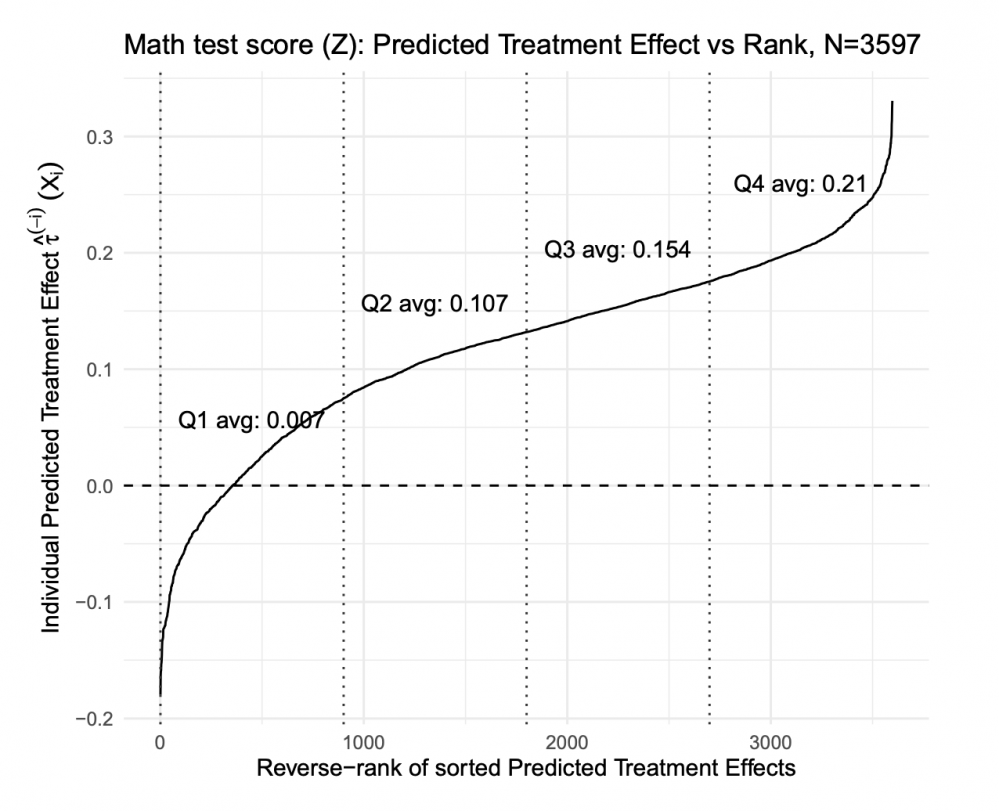 Math test score (Z): Predicted Treatment Effect vs Rank, N=3597
Individual Predicted Treatment Effect τ̂⁽⁻ⁱ⁾ (Xᵢ)
0.3
0.2
0.1
0.0
−0.1
−0.2
Q4 avg: 0.21
Q3 avg: 0.154
Q2 avg: 0.107
Q1 avg: 0.007
0 1000 2000 3000
Reverse−rank of sorted Predicted Treatment Effects